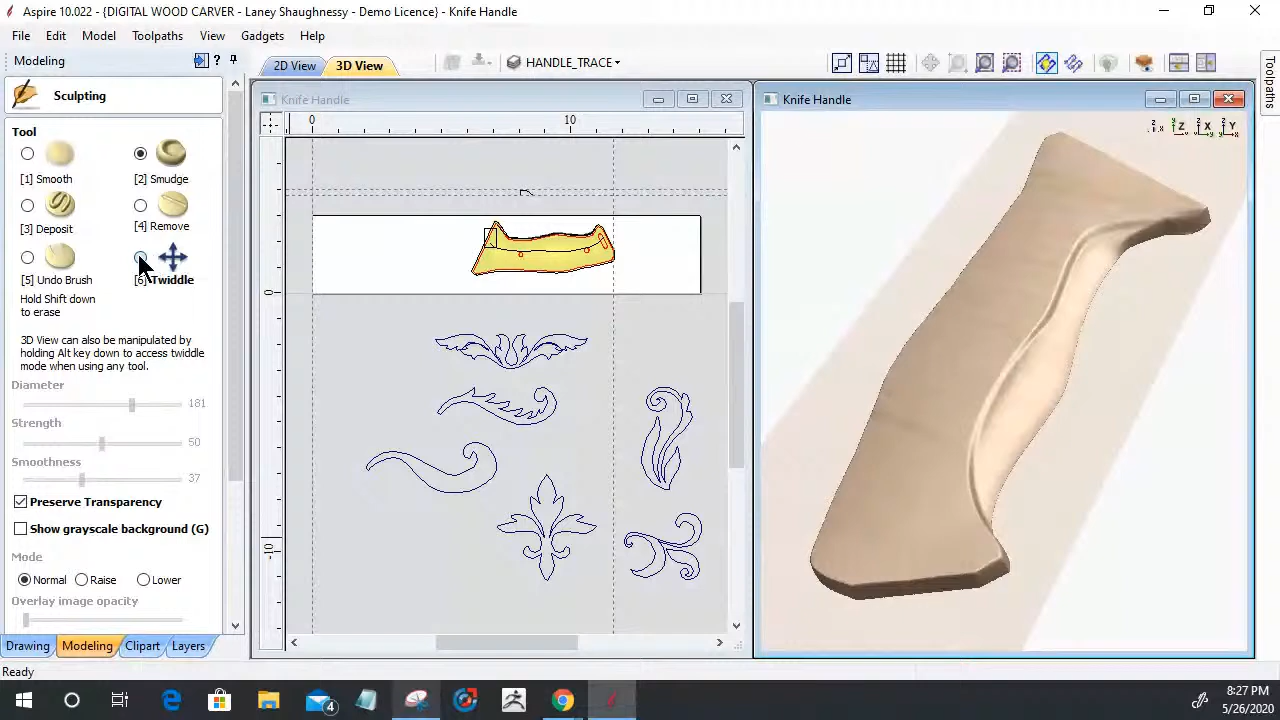 Aspire 10.022 - {DIGITAL WOOD CARVER - Laney Shaughnessy - Demo Licence} - Knife Handle
File Edit Model Toolpaths View Gadgets Help
Modeling
2D View 3D View HANDLE_TRACE
Toolpaths
Sculpting
Tool
[1] Smooth [2] Smudge
[3] Deposit [4] Remove
[5] Undo Brush [6] Twiddle
Hold Shift down
to erase
3D View can also be manipulated by
holding Alt key down to access twiddle
mode when using any tool.
Diameter
181
Strength
50
Smoothness
37
Preserve Transparency
Show grayscale background (G)
Mode
Normal Raise Lower
Overlay image opacity
Drawing Modeling Clipart Layers
Ready
Knife Handle
0 10
0
-10
Knife Handle
Z X Y
4
8:27 PM
5/26/2020